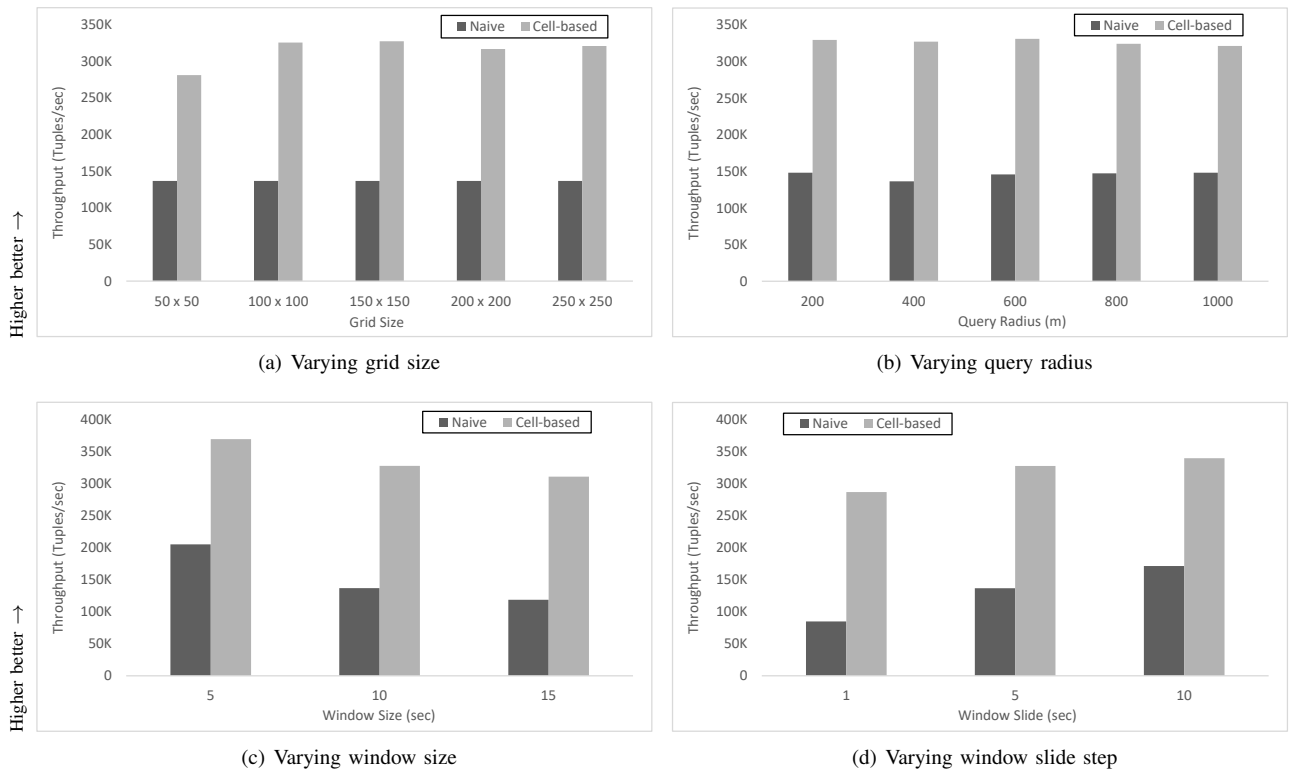 Higher better →
Throughput (Tuples/sec)
350K
300K
250K
200K
150K
100K
50K
0
Naive Cell-based
50 x 50 100 x 100 150 x 150 200 x 200 250 x 250
Grid Size
(a) Varying grid size
Throughput (Tuples/sec)
350K
300K
250K
200K
150K
100K
50K
0
Naive Cell-based
200 400 600 800 1000
Query Radius (m)
(b) Varying query radius
Higher better →
Throughput (Tuples/sec)
400K
350K
300K
250K
200K
150K
100K
50K
0
Naive Cell-based
5 10 15
Window Size (sec)
(c) Varying window size
Throughput (Tuples/sec)
400K
350K
300K
250K
200K
150K
100K
50K
0
Naive Cell-based
1 5 10
Window Slide (sec)
(d) Varying window slide step